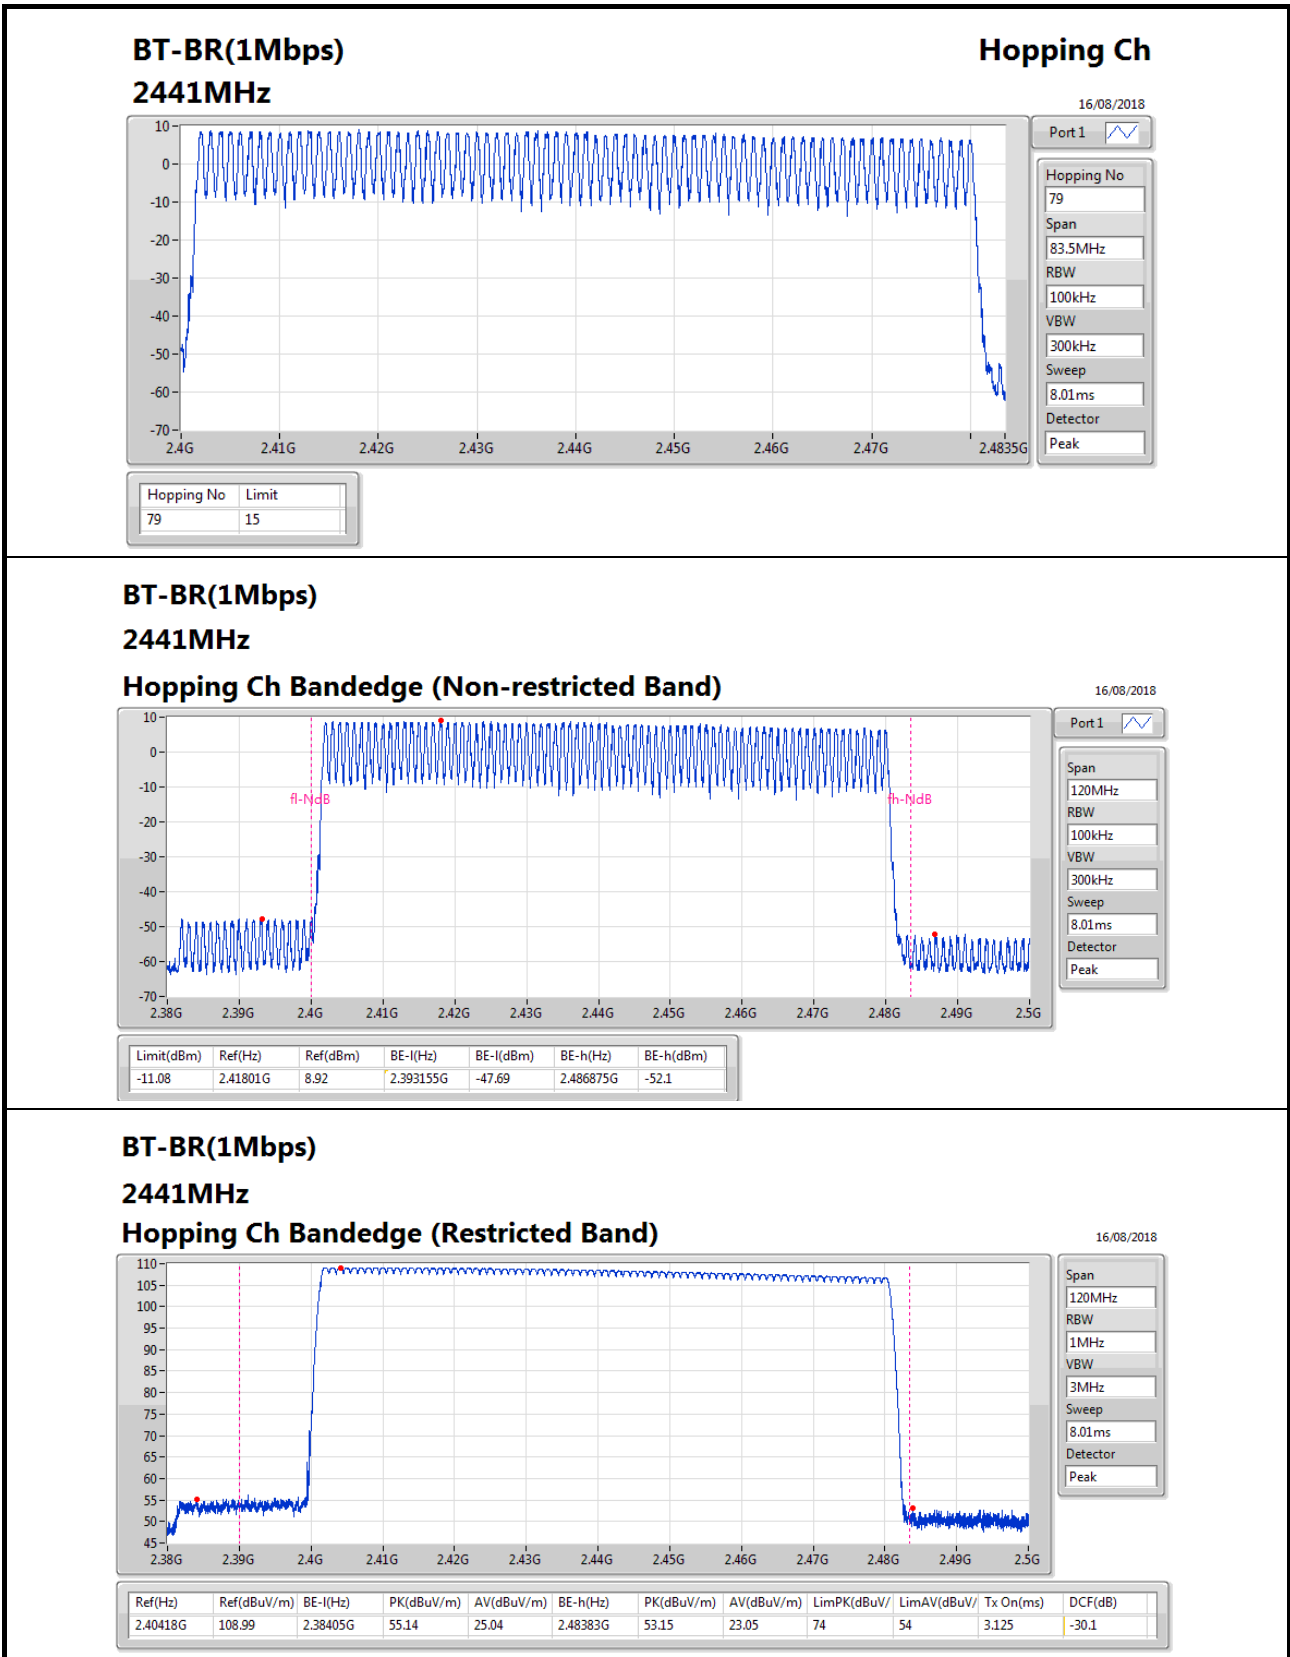 BT-BR(1Mbps) Hopping Ch
2441MHz
16/08/2018
Port 1
Hopping No
79
Span
83.5MHz
RBW
100kHz
VBW
300kHz
Sweep
8.01ms
Detector
Peak
10
0
-10
-20
-30
-40
-50
-60
-70
2.4G 2.41G 2.42G 2.43G 2.44G 2.45G 2.46G 2.47G 2.4835G
Hopping No Limit
79 15
BT-BR(1Mbps)
2441MHz
Hopping Ch Bandedge (Non-restricted Band)
16/08/2018
Port 1
Span
120MHz
RBW
100kHz
VBW
300kHz
Sweep
8.01ms
Detector
Peak
10
0
-10
fl-NdB fh-NdB
-20
-30
-40
-50
-60
-70
2.38G 2.39G 2.4G 2.41G 2.42G 2.43G 2.44G 2.45G 2.46G 2.47G 2.48G 2.49G 2.5G
Limit(dBm) Ref(Hz) Ref(dBm) BE-l(Hz) BE-l(dBm) BE-h(Hz) BE-h(dBm)
-11.08 2.41801G 8.92 2.393155G -47.69 2.486875G -52.1
BT-BR(1Mbps)
2441MHz
Hopping Ch Bandedge (Restricted Band)
16/08/2018
Span
120MHz
RBW
1MHz
VBW
3MHz
Sweep
8.01ms
Detector
Peak
110
105
100
95
90
85
80
75
70
65
60
55
50
45
2.38G 2.39G 2.4G 2.41G 2.42G 2.43G 2.44G 2.45G 2.46G 2.47G 2.48G 2.49G 2.5G
Ref(Hz) Ref(dBuV/m) BE-l(Hz) PK(dBuV/m) AV(dBuV/m) BE-h(Hz) PK(dBuV/m) AV(dBuV/m) LimPK(dBuV/ LimAV(dBuV/ Tx On(ms) DCF(dB)
2.40418G 108.99 2.38405G 55.14 25.04 2.48383G 53.15 23.05 74 54 3.125 -30.1